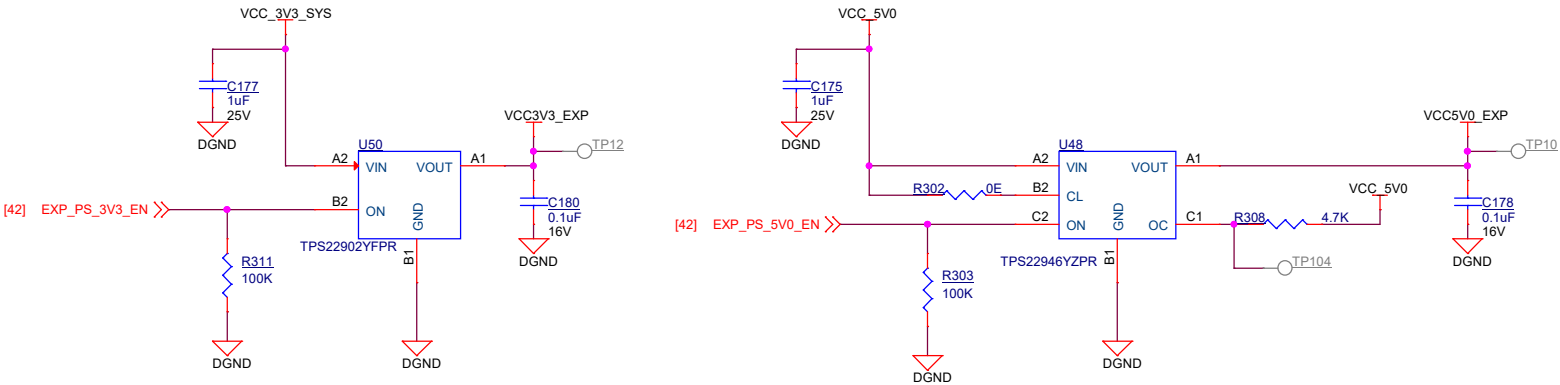 VCC_3V3_SYS
C177
1uF
25V
DGND
VCC3V3_EXP
TP12
U50
A2
VIN
VOUT
A1
[42] EXP_PS_3V3_EN
B2
ON
GND
C180
0.1uF
16V
DGND
TPS22902YFPR
B1
R311
100K
DGND
DGND
VCC_5V0
C175
1uF
25V
DGND
VCC5V0_EXP
TP10
U48
A2
VIN
VOUT
A1
R302
0E
B2
CL
VCC_5V0
[42] EXP_PS_5V0_EN
C2
ON
GND
OC
C1
R308
4.7K
C178
0.1uF
16V
DGND
TPS22946YZPR
B1
TP104
R303
100K
DGND
DGND